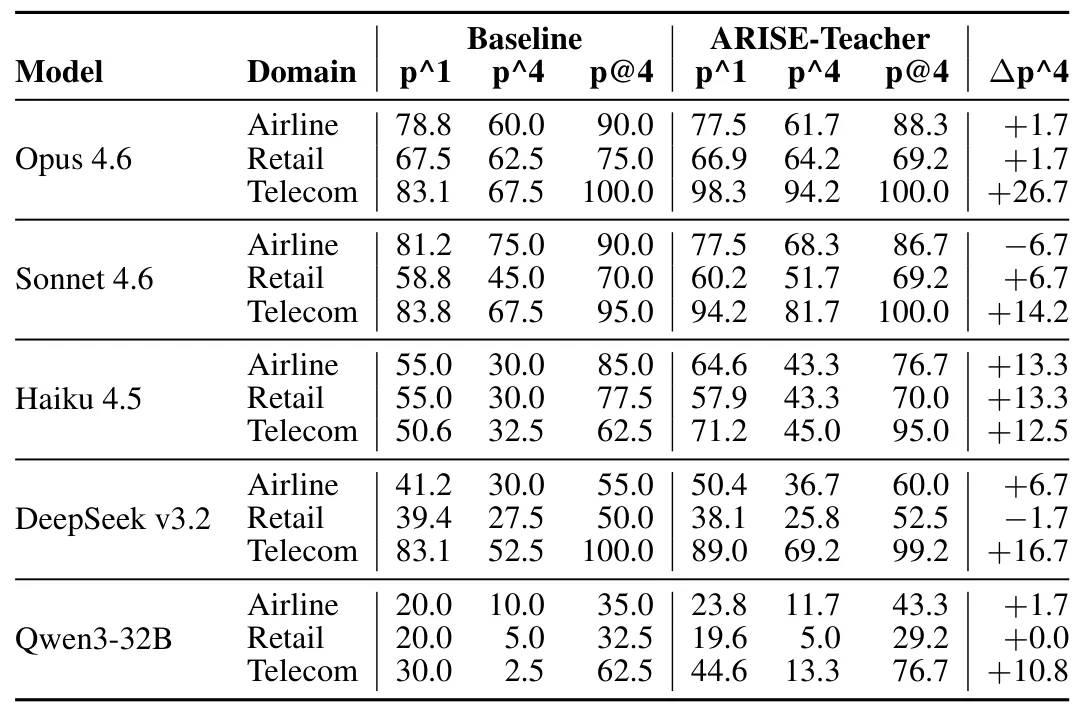 Baseline ARISE-Teacher
Model Domain p^1 p^4 p@4 p^1 p^4 p@4 Δp^4
Airline 78.8 60.0 90.0 77.5 61.7 88.3 +1.7
Opus 4.6 Retail 67.5 62.5 75.0 66.9 64.2 69.2 +1.7
Telecom 83.1 67.5 100.0 98.3 94.2 100.0 +26.7
Airline 81.2 75.0 90.0 77.5 68.3 86.7 −6.7
Sonnet 4.6 Retail 58.8 45.0 70.0 60.2 51.7 69.2 +6.7
Telecom 83.8 67.5 95.0 94.2 81.7 100.0 +14.2
Airline 55.0 30.0 85.0 64.6 43.3 76.7 +13.3
Haiku 4.5 Retail 55.0 30.0 77.5 57.9 43.3 70.0 +13.3
Telecom 50.6 32.5 62.5 71.2 45.0 95.0 +12.5
Airline 41.2 30.0 55.0 50.4 36.7 60.0 +6.7
DeepSeek v3.2 Retail 39.4 27.5 50.0 38.1 25.8 52.5 −1.7
Telecom 83.1 52.5 100.0 89.0 69.2 99.2 +16.7
Airline 20.0 10.0 35.0 23.8 11.7 43.3 +1.7
Qwen3-32B Retail 20.0 5.0 32.5 19.6 5.0 29.2 +0.0
Telecom 30.0 2.5 62.5 44.6 13.3 76.7 +10.8